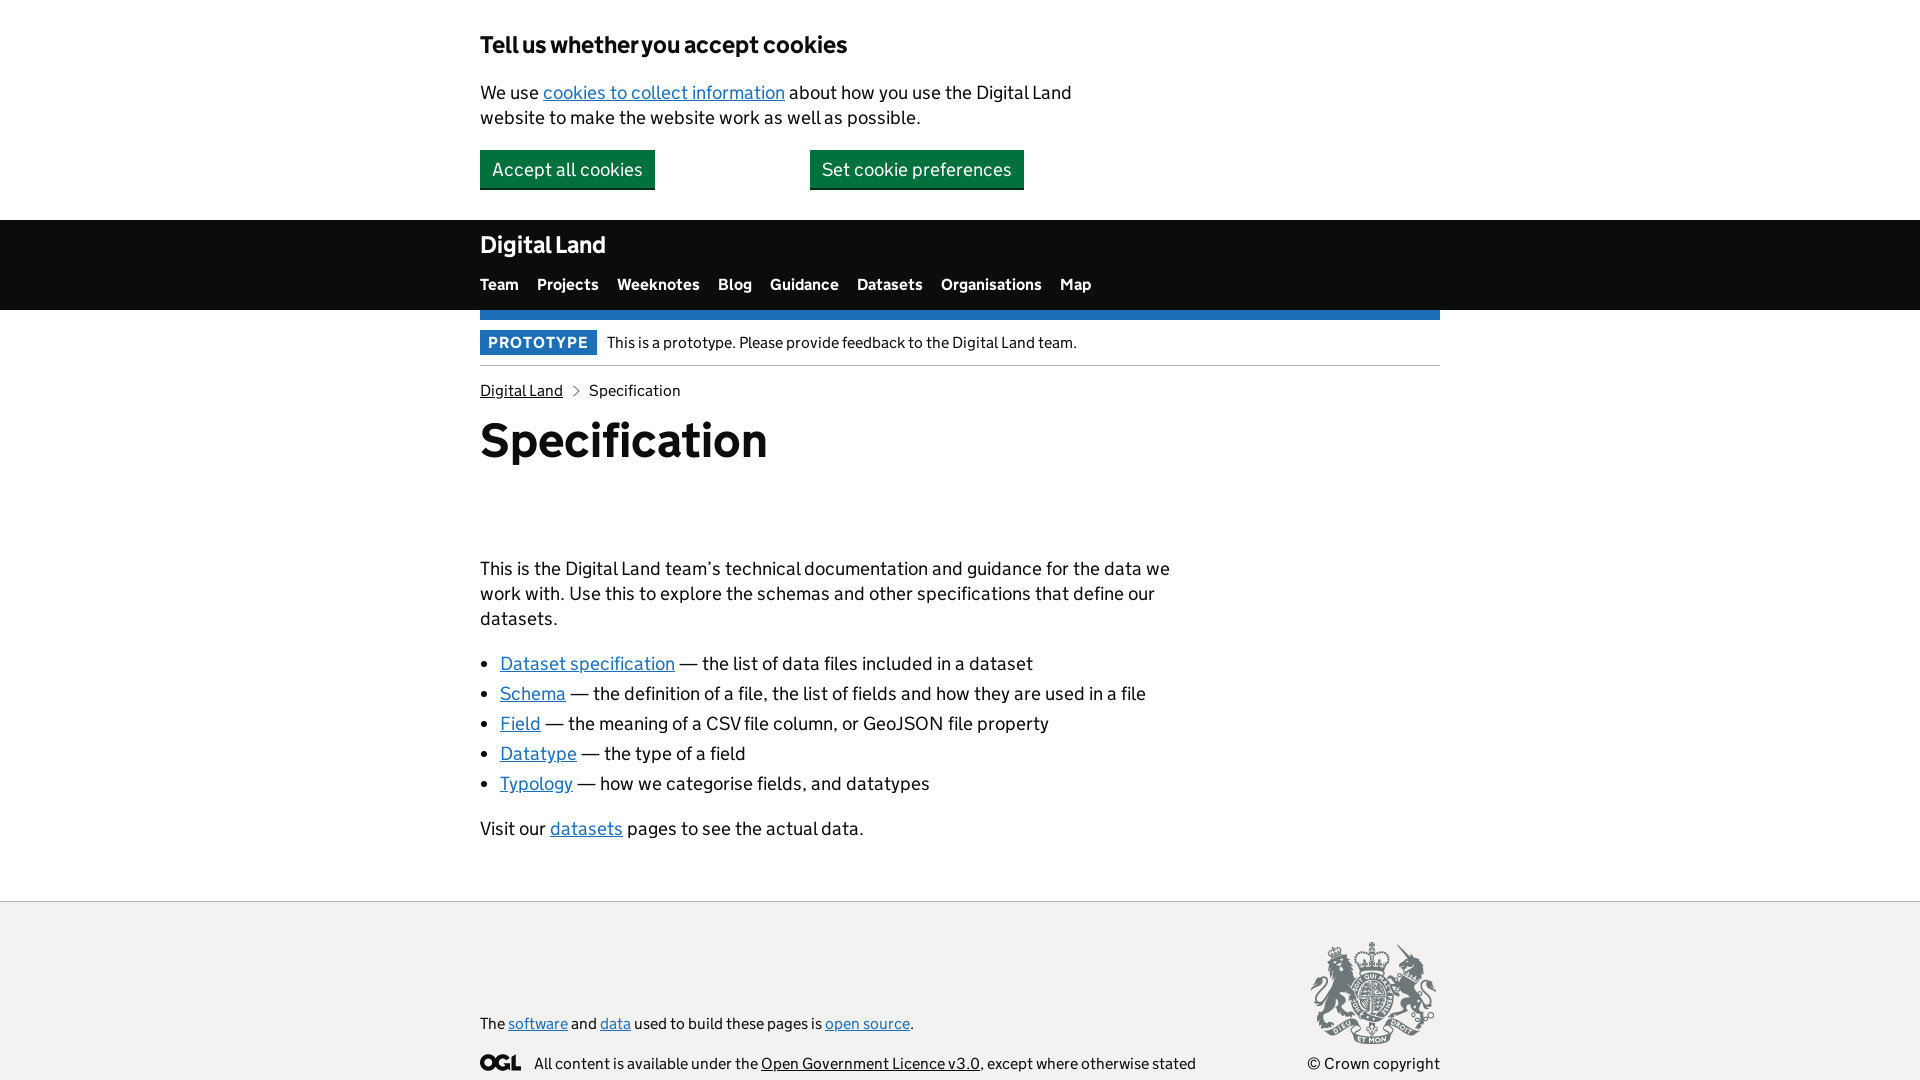 Tell us whether you accept cookies
We use cookies to collect information about how you use the Digital Land
website to make the website work as well as possible.
Accept all cookies
Set cookie preferences
Digital Land
Team Projects Weeknotes Blog Guidance Datasets Organisations Map
PROTOTYPE This is a prototype. Please provide feedback to the Digital Land team.
Digital Land Specification
Specification
This is the Digital Land team’s technical documentation and guidance for the data we
work with. Use this to explore the schemas and other specifications that define our
datasets.
• Dataset specification — the list of data files included in a dataset
• Schema — the definition of a file, the list of fields and how they are used in a file
• Field — the meaning of a CSV file column, or GeoJSON file property
• Datatype — the type of a field
• Typology — how we categorise fields, and datatypes
Visit our datasets pages to see the actual data.
The software and data used to build these pages is open source.
OGL All content is available under the Open Government Licence v3.0, except where otherwise stated
DIEU ET MON DROIT
© Crown copyright